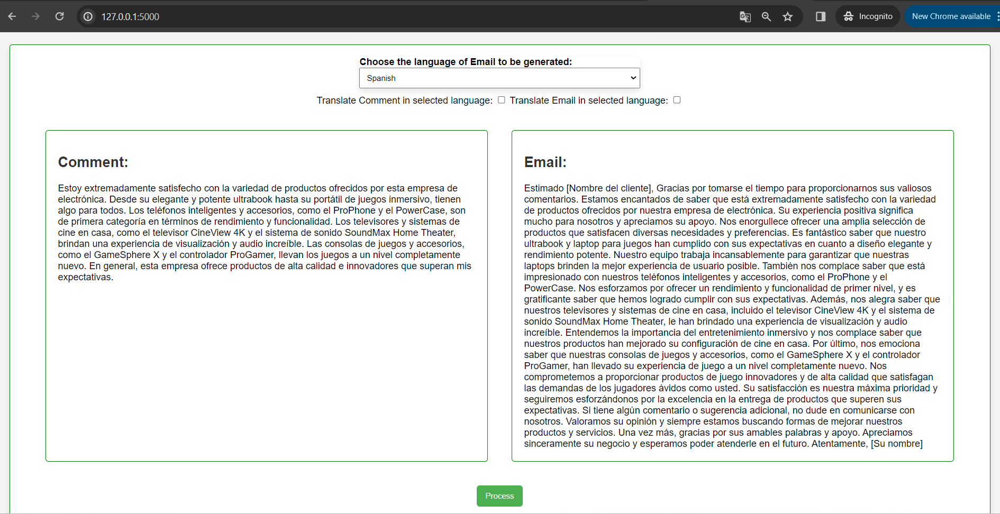 127.0.0.1:5000
Incognito
New Chrome available
Choose the language of Email to be generated:
Spanish
Translate Comment in selected language: Translate Email in selected language:
Comment:
Estoy extremadamente satisfecho con la variedad de productos ofrecidos por esta empresa de
electrónica. Desde su elegante y potente ultrabook hasta su portátil de juegos inmersivo, tienen
algo para todos. Los teléfonos inteligentes y accesorios, como el ProPhone y el PowerCase, son
de primera categoría en términos de rendimiento y funcionalidad. Los televisores y sistemas de
cine en casa, como el televisor CineView 4K y el sistema de sonido SoundMax Home Theater,
brindan una experiencia de visualización y audio increíble. Las consolas de juegos y accesorios,
como el GameSphere X y el controlador ProGamer, llevan los juegos a un nivel completamente
nuevo. En general, esta empresa ofrece productos de alta calidad e innovadores que superan mis
expectativas.
Email:
Estimado [Nombre del cliente], Gracias por tomarse el tiempo para proporcionarnos sus valiosos
comentarios. Estamos encantados de saber que está extremadamente satisfecho con la variedad
de productos ofrecidos por nuestra empresa de electrónica. Su experiencia positiva significa
mucho para nosotros y apreciamos su apoyo. Nos enorgullece ofrecer una amplia selección de
productos que satisfacen diversas necesidades y preferencias. Es fantástico saber que nuestro
ultrabook y laptop para juegos han cumplido con sus expectativas en cuanto a diseño elegante y
rendimiento potente. Nuestro equipo trabaja incansablemente para garantizar que nuestras
laptops brinden la mejor experiencia de usuario posible. También nos complace saber que está
impresionado con nuestros teléfonos inteligentes y accesorios, como el ProPhone y el
PowerCase. Nos esforzamos por ofrecer un rendimiento y funcionalidad de primer nivel, y es
gratificante saber que hemos logrado cumplir con sus expectativas. Además, nos alegra saber que
nuestros televisores y sistemas de cine en casa, incluido el televisor CineView 4K y el sistema de
sonido SoundMax Home Theater, le han brindado una experiencia de visualización y audio
increíble. Entendemos la importancia del entretenimiento inmersivo y nos complace saber que
nuestros productos han mejorado su configuración de cine en casa. Por último, nos emociona
saber que nuestras consolas de juegos y accesorios, como el GameSphere X y el controlador
ProGamer, han llevado su experiencia de juego a un nivel completamente nuevo. Nos
comprometemos a proporcionar productos de juego innovadores y de alta calidad que satisfagan
las demandas de los jugadores ávidos como usted. Su satisfacción es nuestra máxima prioridad y
seguiremos esforzándonos por la excelencia en la entrega de productos que superen sus
expectativas. Si tiene algún comentario o sugerencia adicional, no dude en comunicarse con
nosotros. Valoramos su opinión y siempre estamos buscando formas de mejorar nuestros
productos y servicios. Una vez más, gracias por sus amables palabras y apoyo. Apreciamos
sinceramente su negocio y esperamos poder atenderle en el futuro. Atentamente, [Su nombre]
Process